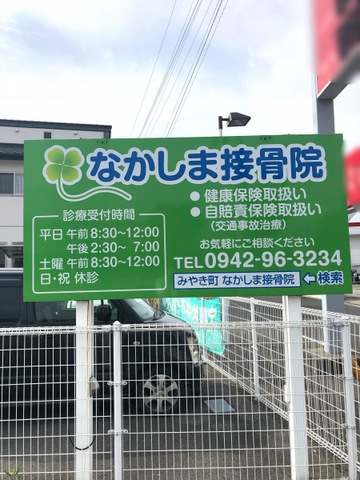 なかしま接骨院
● 健康保険取扱い
● 自賠責保険取扱い
(交通事故治療)
診療受付時間
平日 午前 8:30~12:00
午後 2:30~ 7:00
土曜 午前 8:30~12:00
日・祝 休診
お気軽にご相談ください
TEL0942-96-3234
みやき町 なかしま接骨院 ←検索